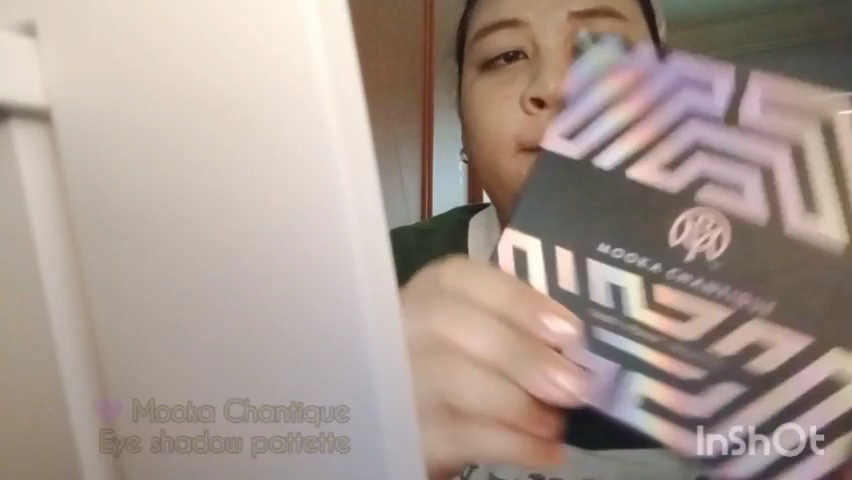 MOOKA CHANTIQUE
💜 Mooka Chantique
Eye shadow pattette
InShOt